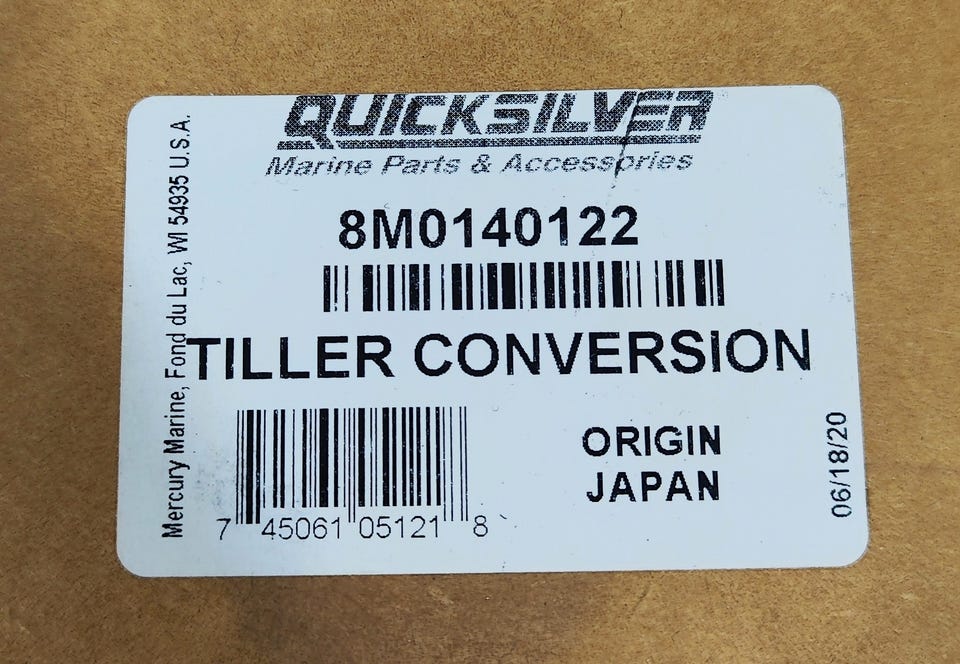 QUICKSILVER
Marine Parts & Accessories
8M0140122
TILLER CONVERSION
7 45061 05121 8
ORIGIN
JAPAN
06/18/20
Mercury Marine, Fond du Lac, WI 54935 U.S.A.